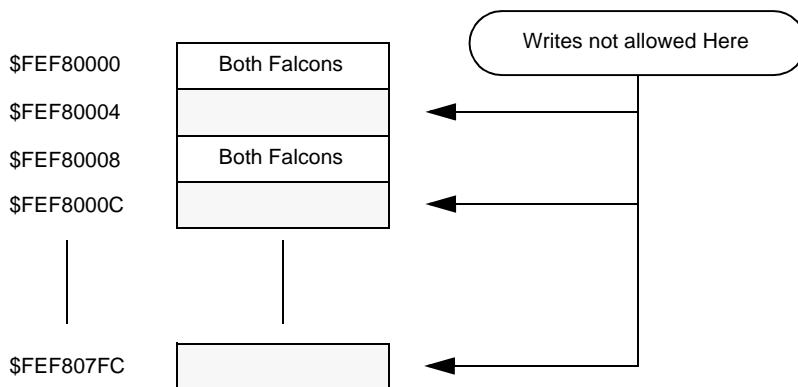 Writes not allowed Here
$FEF80000 Both Falcons
$FEF80004
$FEF80008 Both Falcons
$FEF8000C
$FEF807FC